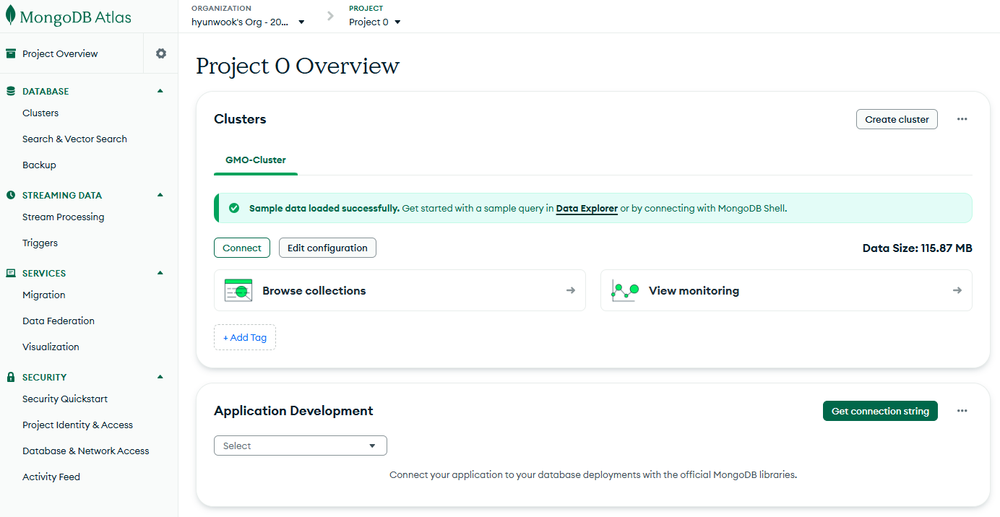 MongoDB Atlas
ORGANIZATION
hyunwook's Org - 20...
PROJECT
Project 0
Project Overview
DATABASE
Clusters
Search & Vector Search
Backup
STREAMING DATA
Stream Processing
Triggers
SERVICES
Migration
Data Federation
Visualization
SECURITY
Security Quickstart
Project Identity & Access
Database & Network Access
Activity Feed
Project 0 Overview
Clusters
Create cluster
GMO-Cluster
Sample data loaded successfully. Get started with a sample query in Data Explorer or by connecting with MongoDB Shell.
Connect
Edit configuration
Data Size: 115.87 MB
Browse collections
View monitoring
+ Add Tag
Application Development
Get connection string
Select
Connect your application to your database deployments with the official MongoDB libraries.